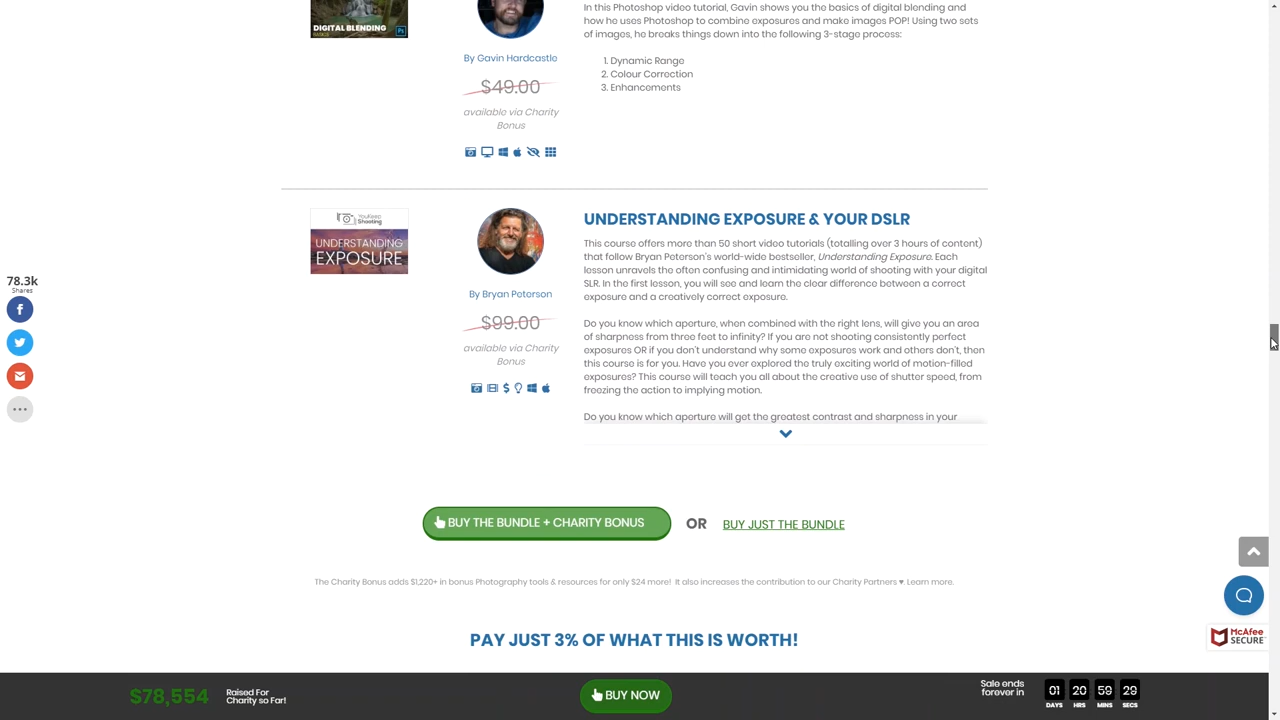 In this Photoshop video tutorial, Gavin shows you the basics of digital blending and
how he uses Photoshop to combine exposures and make images POP! Using two sets
of images, he breaks things down into the following 3-stage process:
DIGITAL BLENDING
Ps
By Gavin Hardcastle
$49.00
available via Charity
Bonus
1. Dynamic Range
2. Colour Correction
3. Enhancements
YouKeep
Shooting
UNDERSTANDING
EXPOSURE
By Bryan Peterson
$99.00
available via Charity
Bonus
UNDERSTANDING EXPOSURE & YOUR DSLR
This course offers more than 50 short video tutorials (totalling over 3 hours of content)
that follow Bryan Peterson's world-wide bestseller, Understanding Exposure. Each
lesson unravels the often confusing and intimidating world of shooting with your digital
SLR. In the first lesson, you will see and learn the clear difference between a correct
exposure and a creatively correct exposure.
Do you know which aperture, when combined with the right lens, will give you an area
of sharpness from three feet to infinity? If you are not shooting consistently perfect
exposures OR if you don't understand why some exposures work and others don't, then
this course is for you. Have you ever explored the truly exciting world of motion-filled
exposures? This course will teach you all about the creative use of shutter speed, from
freezing the action to implying motion.
Do you know which aperture will get the greatest contrast and sharpness in your
78.3k
Shares
BUY THE BUNDLE + CHARITY BONUS
OR
BUY JUST THE BUNDLE
The Charity Bonus adds $1,220+ in bonus Photography tools & resources for only $24 more! It also increases the contribution to our Charity Partners ♥. Learn more.
PAY JUST 3% OF WHAT THIS IS WORTH!
McAfee
SECURE
$78,554
Raised For
Charity so Far!
BUY NOW
Sale ends
forever in
01 20 59 29
DAYS HRS MINS SECS